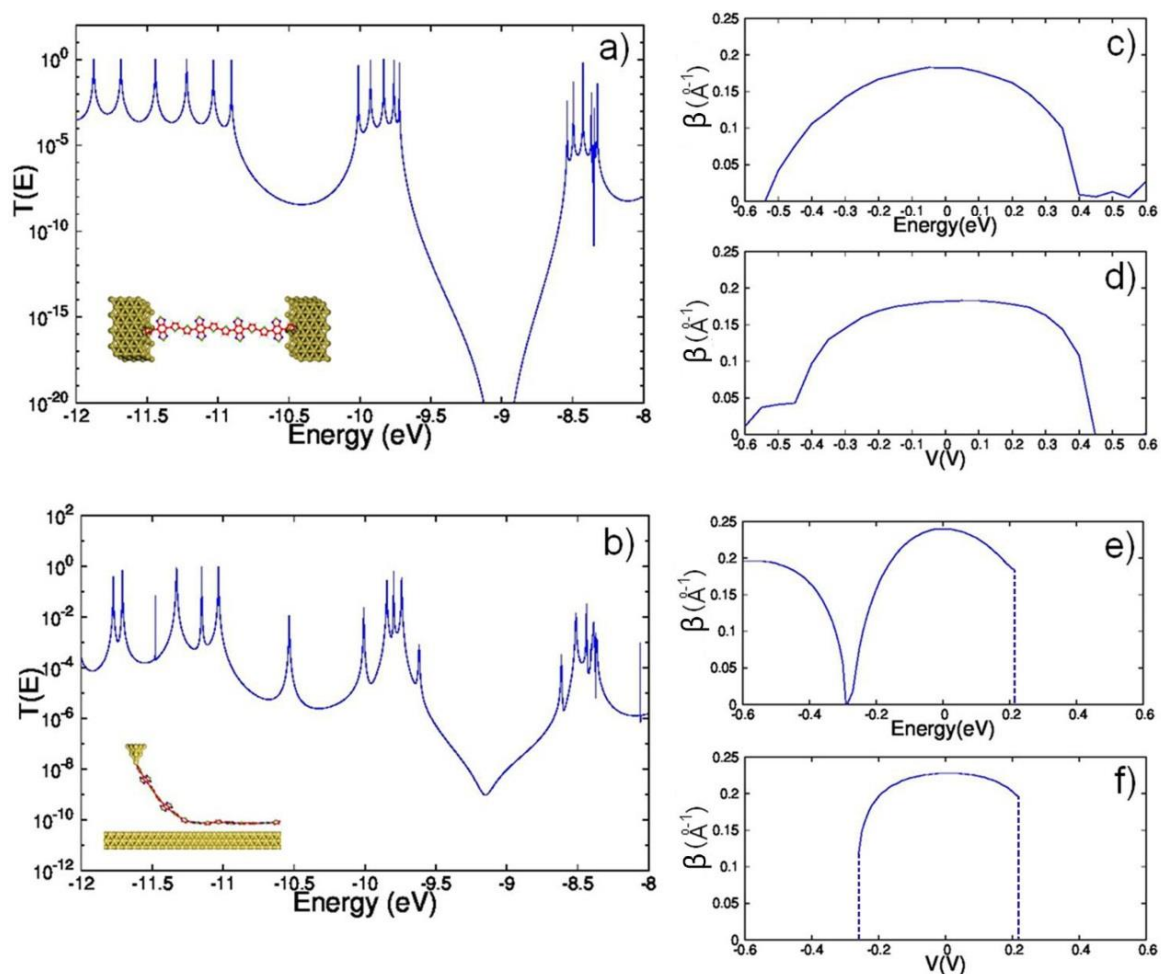 a)
10^0
10^-5
10^-10
10^-15
10^-20
T(E)
-12 -11.5 -11 -10.5 -10 -9.5 -9 -8.5 -8
Energy (eV)
b)
10^2
10^0
10^-2
10^-4
10^-6
10^-8
10^-10
10^-12
T(E)
-12 -11.5 -11 -10.5 -10 -9.5 -9 -8.5 -8
Energy (eV)
c)
0.25
0.2
0.15
0.1
0.05
0
β(Å^-1)
-0.6 -0.5 -0.4 -0.3 -0.2 -0.1 0 0.1 0.2 0.3 0.4 0.5 0.6
Energy(eV)
d)
0.25
0.2
0.15
0.1
0.05
0
β(Å^-1)
-0.6 -0.5 -0.4 -0.3 -0.2 -0.1 0 0.1 0.2 0.3 0.4 0.5 0.6
V(V)
e)
0.25
0.2
0.15
0.1
0.05
0
β(Å^-1)
-0.6 -0.4 -0.2 0 0.2 0.4 0.6
Energy(eV)
f)
0.25
0.2
0.15
0.1
0.05
0
β(Å^-1)
-0.6 -0.4 -0.2 0 0.2 0.4 0.6
V(V)